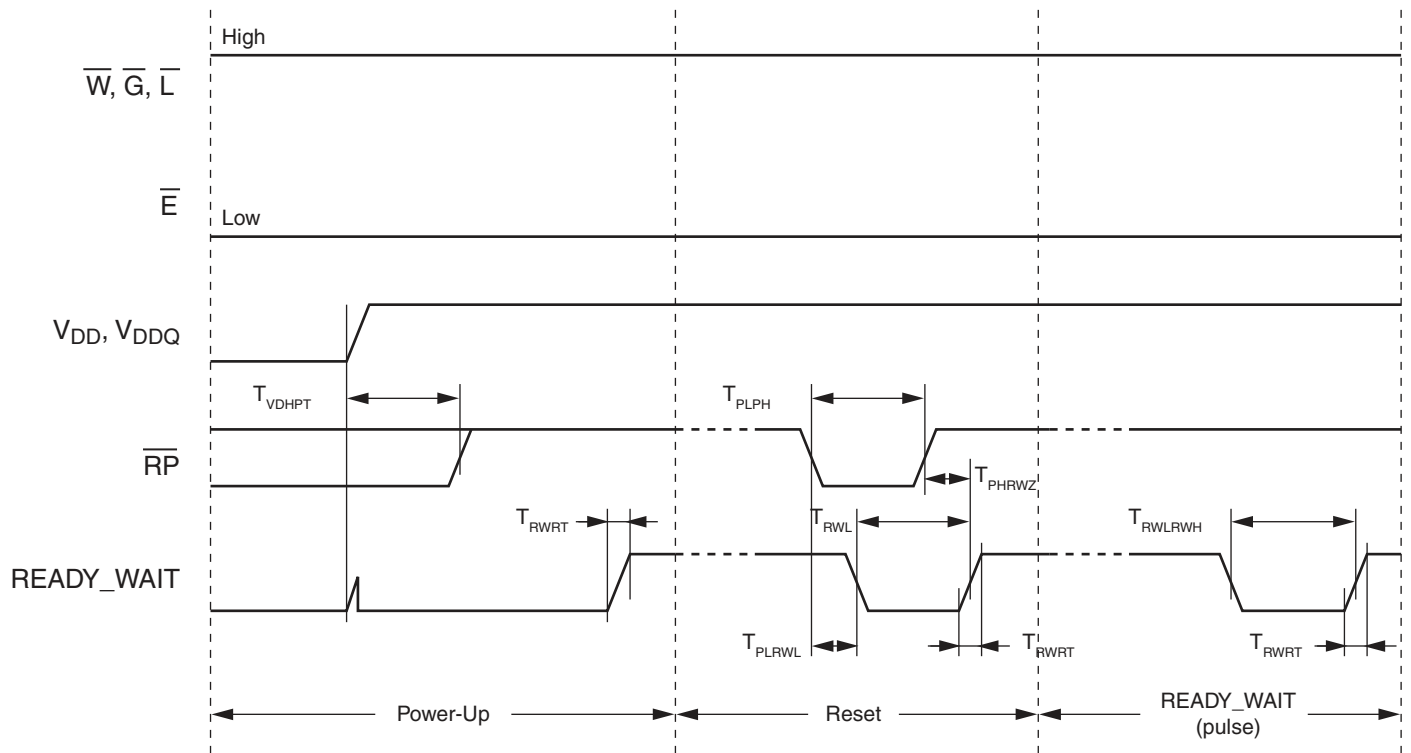 High
W̅, G̅, L̅
E̅
Low
VDD, VDDQ
TVDHPT
TPLPH
R̅P̅
TPHRWZ
TRWRT
TRWL
TRWLRWH
READY_WAIT
TPLRWL
TRWRT
TRWRT
Power-Up
Reset
READY_WAIT
(pulse)